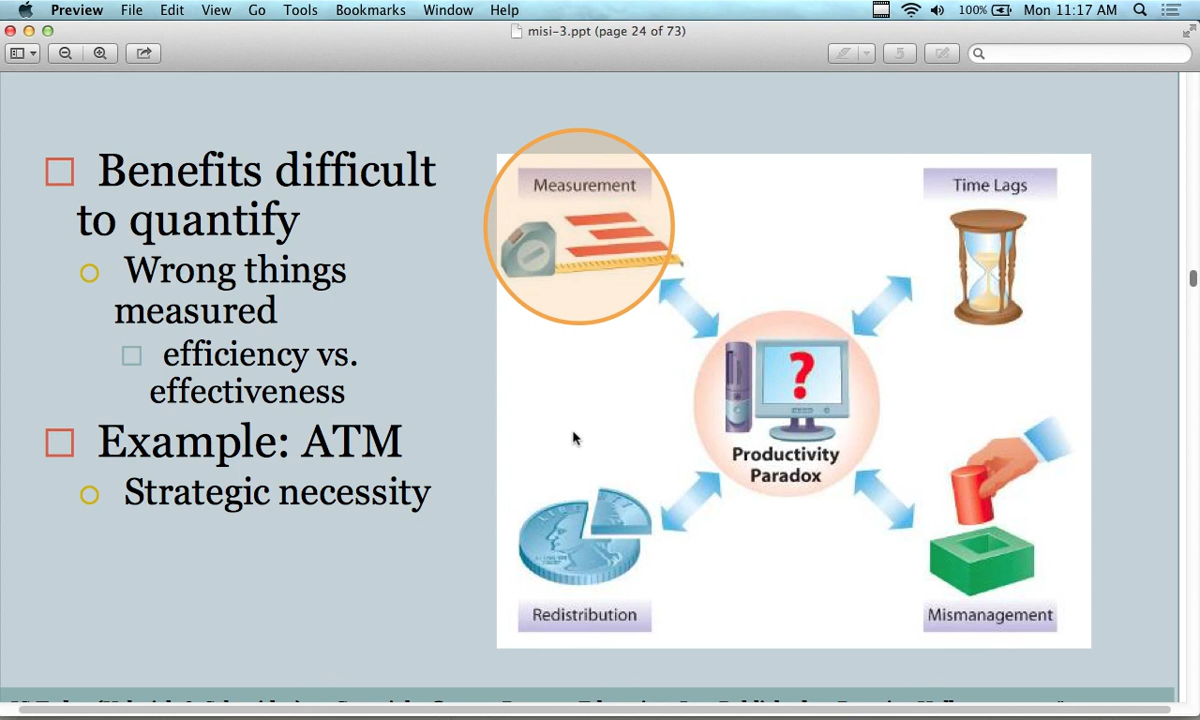 Preview File Edit View Go Tools Bookmarks Window Help 100% Mon 11:17 AM
misi-3.ppt (page 24 of 73)
Benefits difficult
to quantify
Wrong things
measured
efficiency vs.
effectiveness
Example: ATM
Strategic necessity
Measurement
Time Lags
?
Productivity
Paradox
Redistribution
Mismanagement